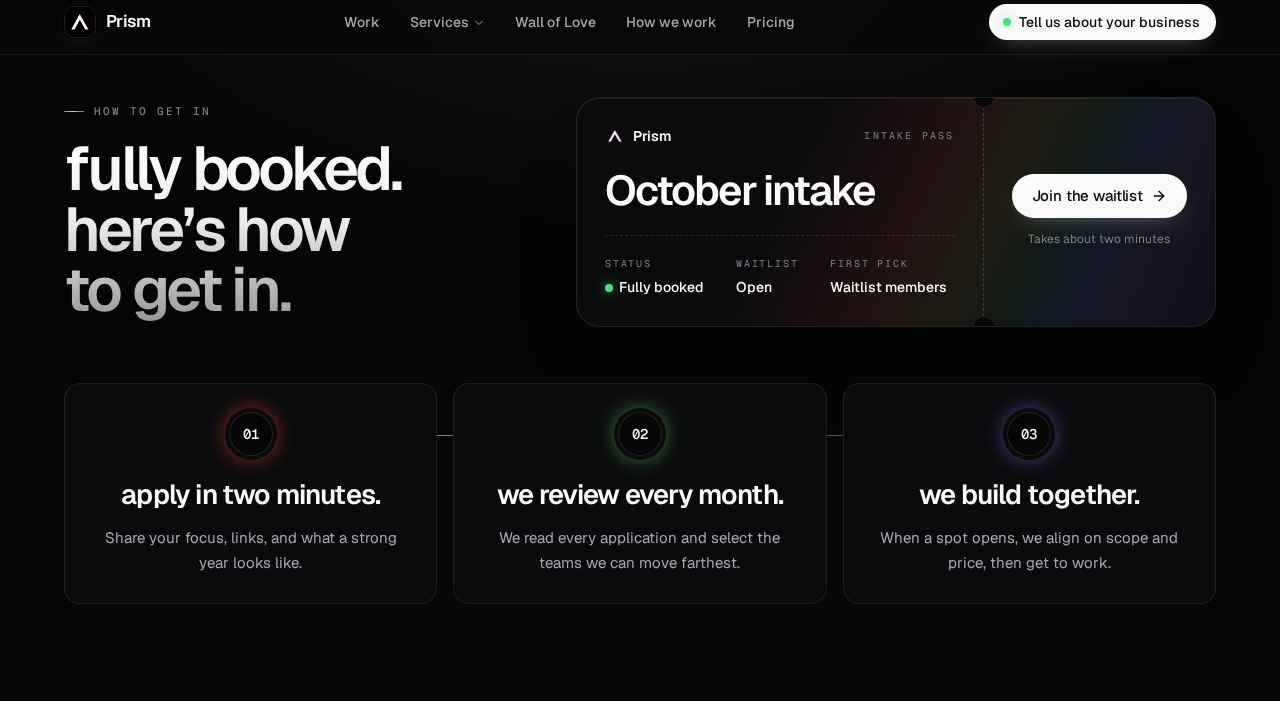 Prism
Work
Services
Wall of Love
How we work
Pricing
Tell us about your business
HOW TO GET IN
fully booked.
here’s how
to get in.
Prism
INTAKE PASS
October intake
STATUS
WAITLIST
FIRST PICK
Fully booked
Open
Waitlist members
Join the waitlist
Takes about two minutes
01
apply in two minutes.
Share your focus, links, and what a strong
year looks like.
02
we review every month.
We read every application and select the
teams we can move farthest.
03
we build together.
When a spot opens, we align on scope and
price, then get to work.